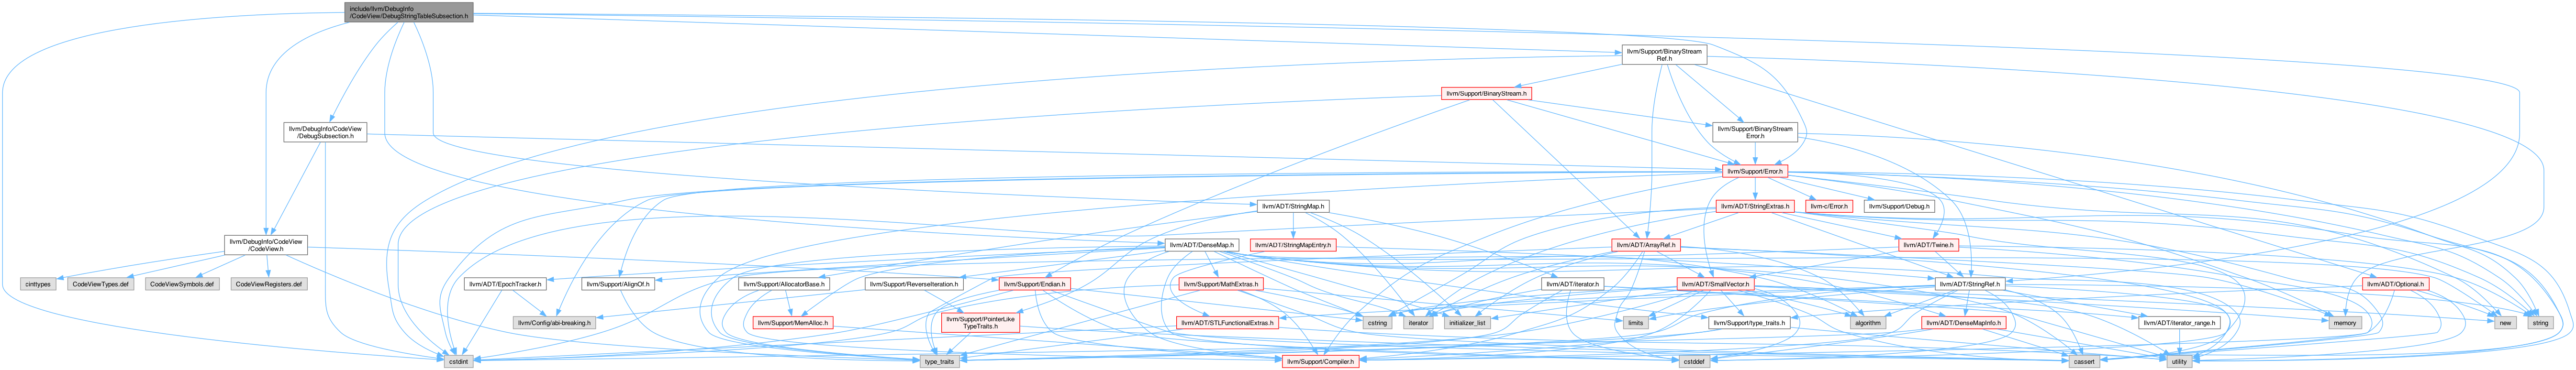 include/llvm/DebugInfo
/CodeView/DebugStringTableSubsection.h
llvm/Support/BinaryStream
Ref.h
llvm/Support/BinaryStream.h
llvm/DebugInfo/CodeView
/DebugSubsection.h
llvm/Support/BinaryStream
Error.h
llvm/Support/Error.h
llvm/ADT/StringMap.h
llvm/ADT/StringExtras.h
llvm-c/Error.h
llvm/Support/Debug.h
llvm/DebugInfo/CodeView
/CodeView.h
llvm/ADT/DenseMap.h
llvm/ADT/StringMapEntry.h
llvm/ADT/ArrayRef.h
llvm/ADT/Twine.h
cinttypes
CodeViewTypes.def
CodeViewSymbols.def
CodeViewRegisters.def
llvm/ADT/EpochTracker.h
llvm/Support/AlignOf.h
llvm/Support/AllocatorBase.h
llvm/Support/ReverseIteration.h
llvm/Support/Endian.h
llvm/Support/MathExtras.h
llvm/ADT/iterator.h
llvm/ADT/SmallVector.h
llvm/ADT/StringRef.h
llvm/ADT/Optional.h
llvm/Config/abi-breaking.h
llvm/Support/MemAlloc.h
llvm/Support/PointerLike
TypeTraits.h
llvm/ADT/STLFunctionalExtras.h
cstring
iterator
initializer_list
limits
llvm/Support/type_traits.h
algorithm
llvm/ADT/DenseMapInfo.h
llvm/ADT/iterator_range.h
memory
new
string
cstdint
type_traits
llvm/Support/Compiler.h
cstddef
cassert
utility